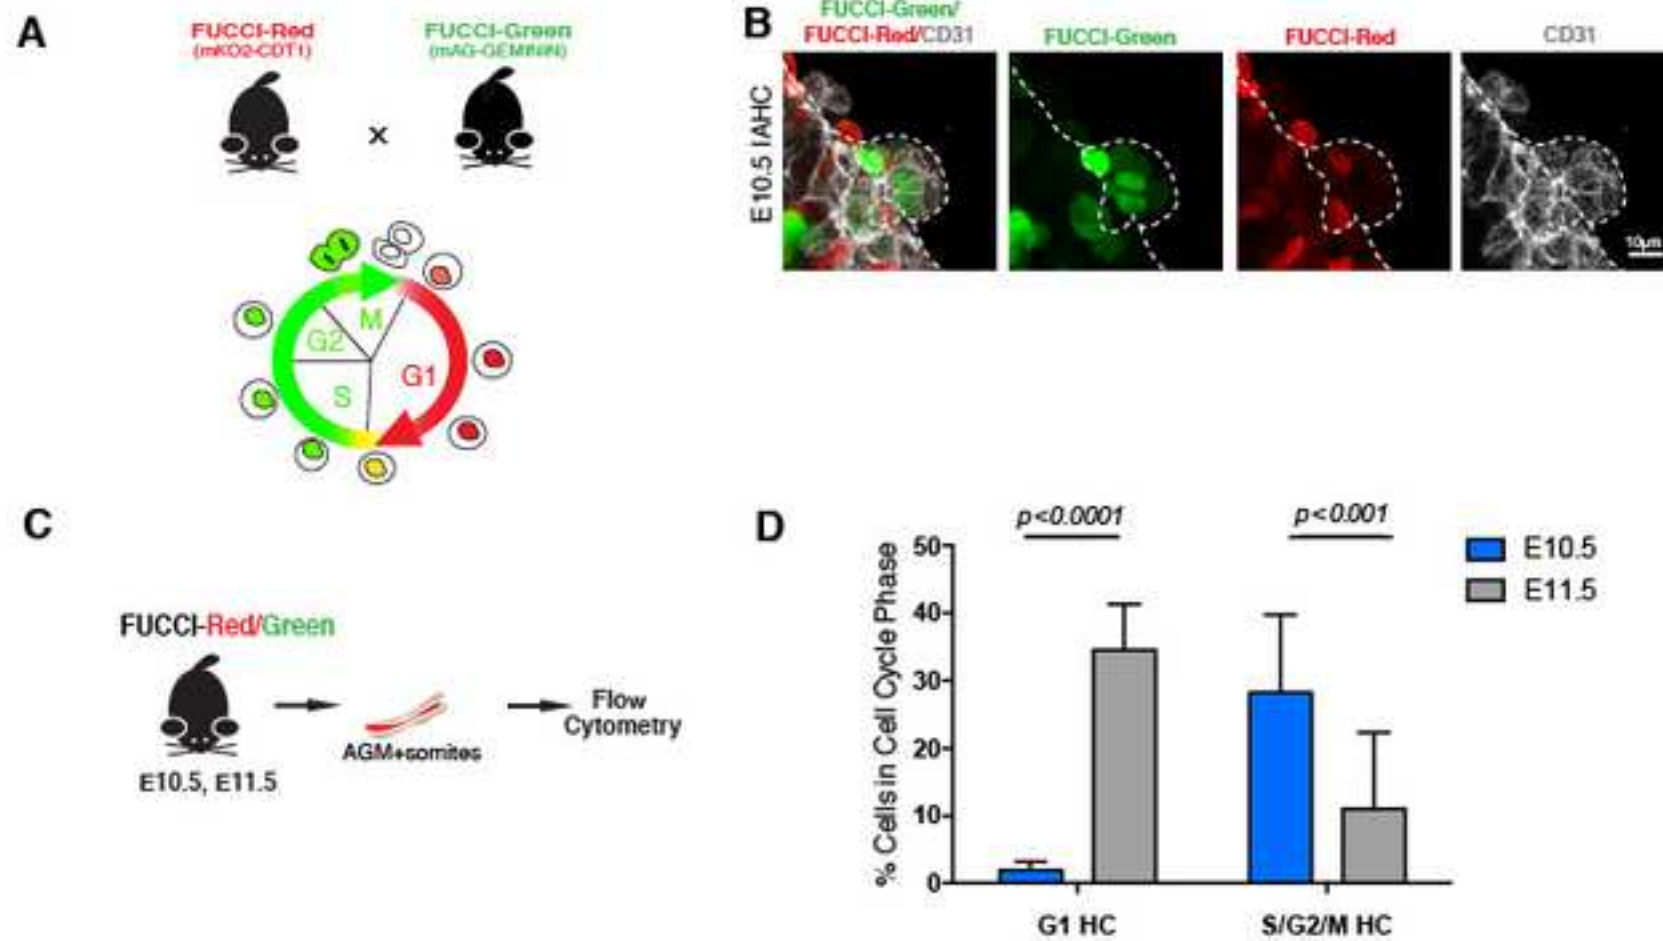 A
FUCCI-Red
(mKO2-CDT1)
FUCCI-Green
(mAG-GEMININ)
x
M
G2
G1
S
B
FUCCI-Green/
FUCCI-Red/CD31
FUCCI-Green
FUCCI-Red
CD31
E10.5 IAHC
10μm
C
FUCCI-Red/Green
E10.5, E11.5
AGM+somites
Flow
Cytometry
D
p<0.0001
p<0.001
E10.5
E11.5
% Cells in Cell Cycle Phase
50
40
30
20
10
0
G1 HC
S/G2/M HC